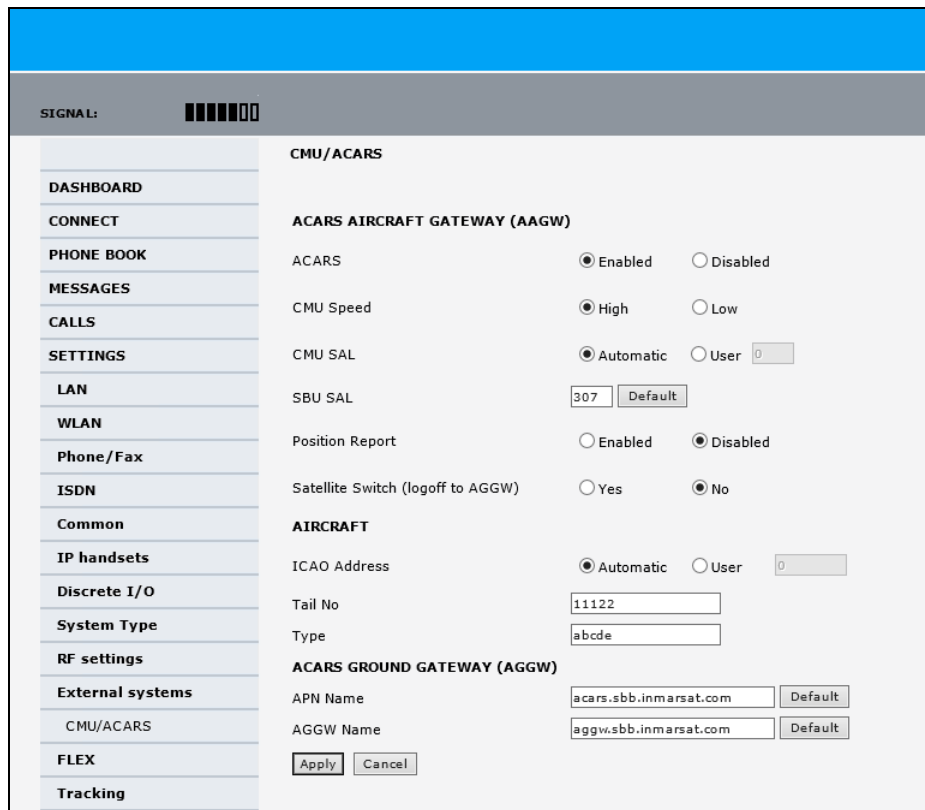 SIGNAL:
CMU/ACARS
DASHBOARD
CONNECT
PHONE BOOK
MESSAGES
CALLS
SETTINGS
LAN
WLAN
Phone/Fax
ISDN
Common
IP handsets
Discrete I/O
System Type
RF settings
External systems
CMU/ACARS
FLEX
Tracking
ACARS AIRCRAFT GATEWAY (AAGW)
ACARS Enabled Disabled
CMU Speed High Low
CMU SAL Automatic User 0
SBU SAL 307 Default
Position Report Enabled Disabled
Satellite Switch (logoff to AGGW) Yes No
AIRCRAFT
ICAO Address Automatic User 0
Tail No 11122
Type abcde
ACARS GROUND GATEWAY (AGGW)
APN Name acars.sbb.inmarsat.com Default
AGGW Name aggw.sbb.inmarsat.com Default
Apply Cancel